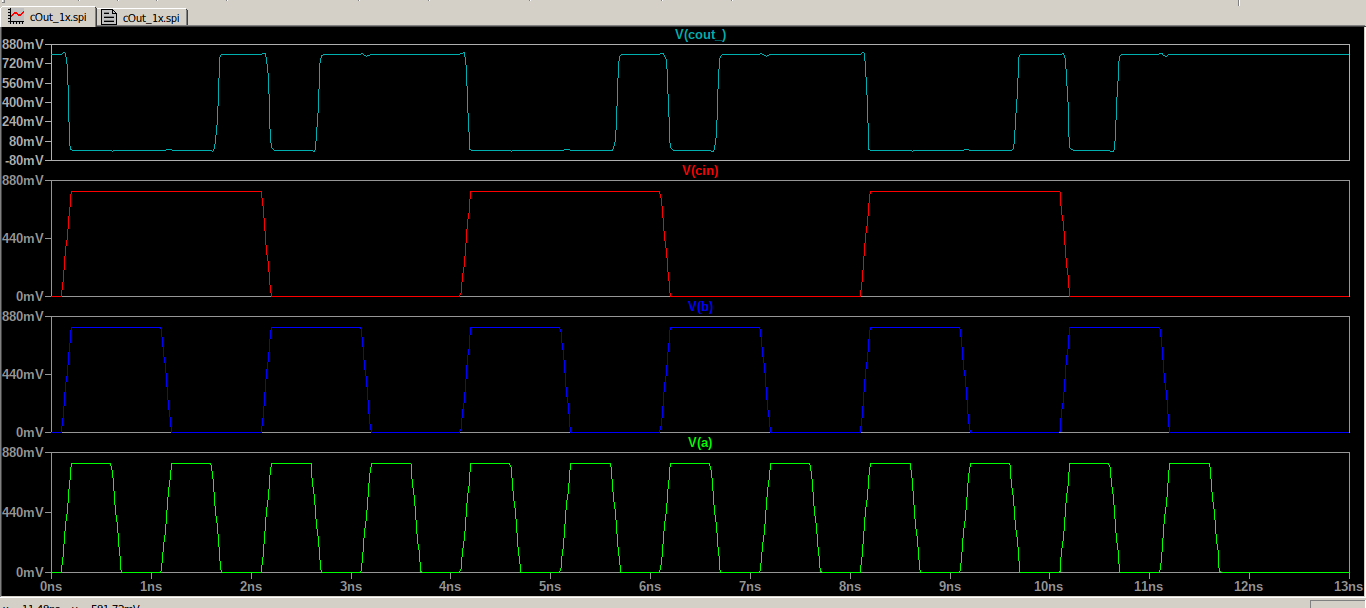 cOut_1x.spi cOut_1x.spi
V(cout_)
880mV
720mV
560mV
400mV
240mV
80mV
-80mV
V(cin)
880mV
440mV
0mV
V(b)
880mV
440mV
0mV
V(a)
880mV
440mV
0mV
0ns 1ns 2ns 3ns 4ns 5ns 6ns 7ns 8ns 9ns 10ns 11ns 12ns 13ns